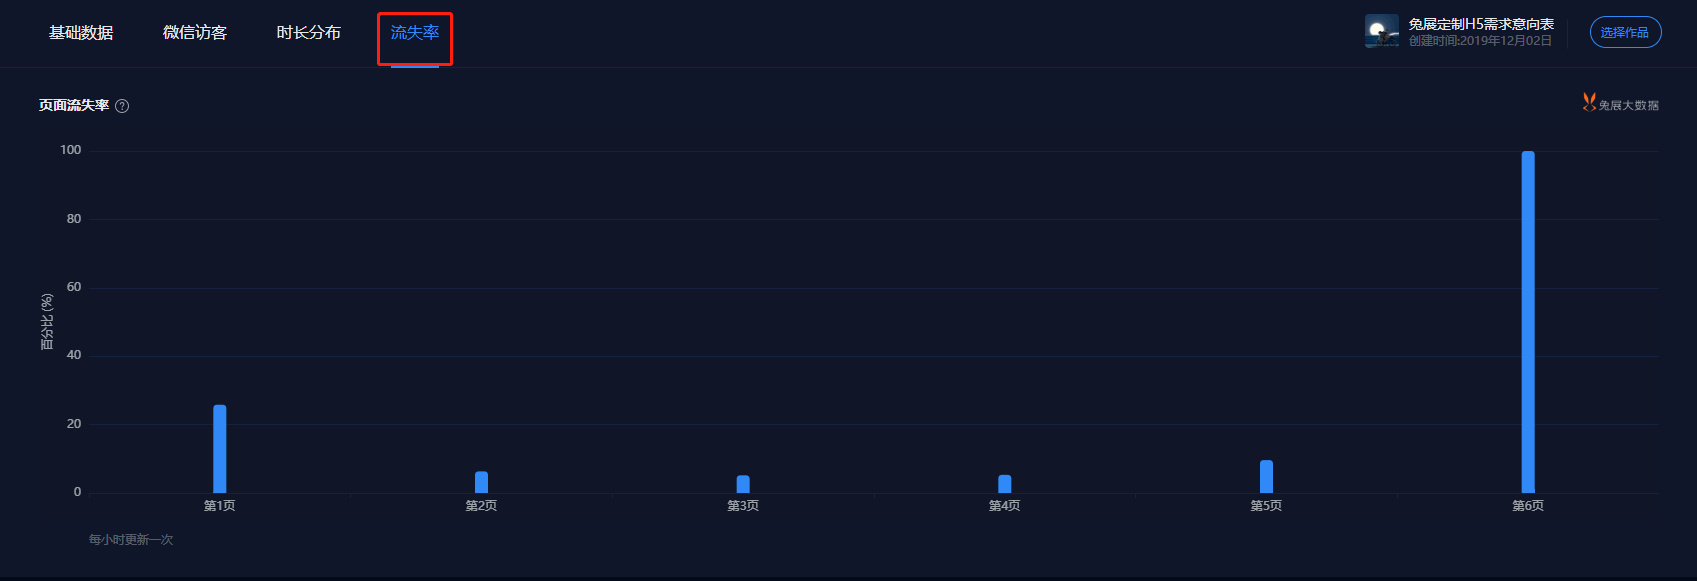 基础数据 微信访客 时长分布 流失率
兔展定制H5需求意向表
创建时间:2019年12月02日
选择作品
页面流失率 ?
兔展大数据
100
80
60
40
20
0
百分比 (%)
第1页 第2页 第3页 第4页 第5页 第6页
每小时更新一次